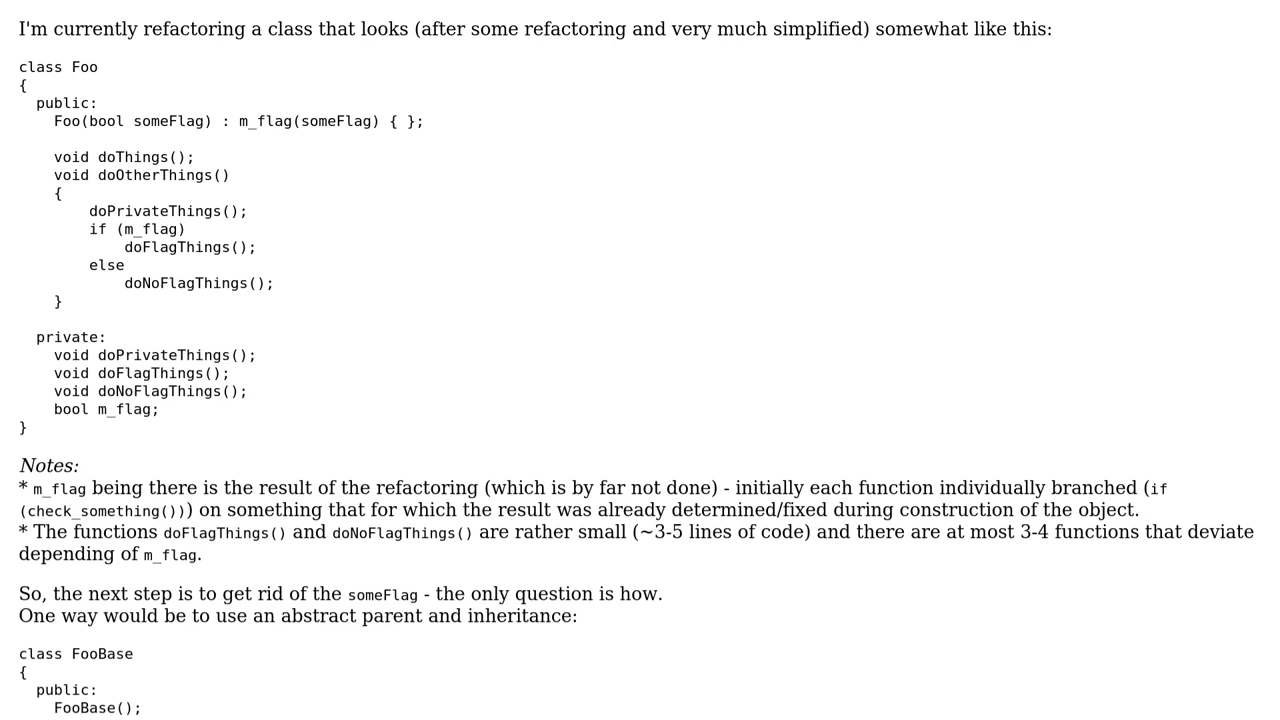 I'm currently refactoring a class that looks (after some refactoring and very much simplified) somewhat like this:
class Foo
{
  public:
    Foo(bool someFlag) : m_flag(someFlag) { };

    void doThings();
    void doOtherThings()
    {
        doPrivateThings();
        if (m_flag)
            doFlagThings();
        else
            doNoFlagThings();
    }

  private:
    void doPrivateThings();
    void doFlagThings();
    void doNoFlagThings();
    bool m_flag;
}
Notes:
* m_flag being there is the result of the refactoring (which is by far not done) - initially each function individually branched (if
(check_something())) on something that for which the result was already determined/fixed during construction of the object.
* The functions doFlagThings() and doNoFlagThings() are rather small (~3-5 lines of code) and there are at most 3-4 functions that deviate
depending of m_flag.
So, the next step is to get rid of the someFlag - the only question is how.
One way would be to use an abstract parent and inheritance:
class FooBase
{
  public:
    FooBase();